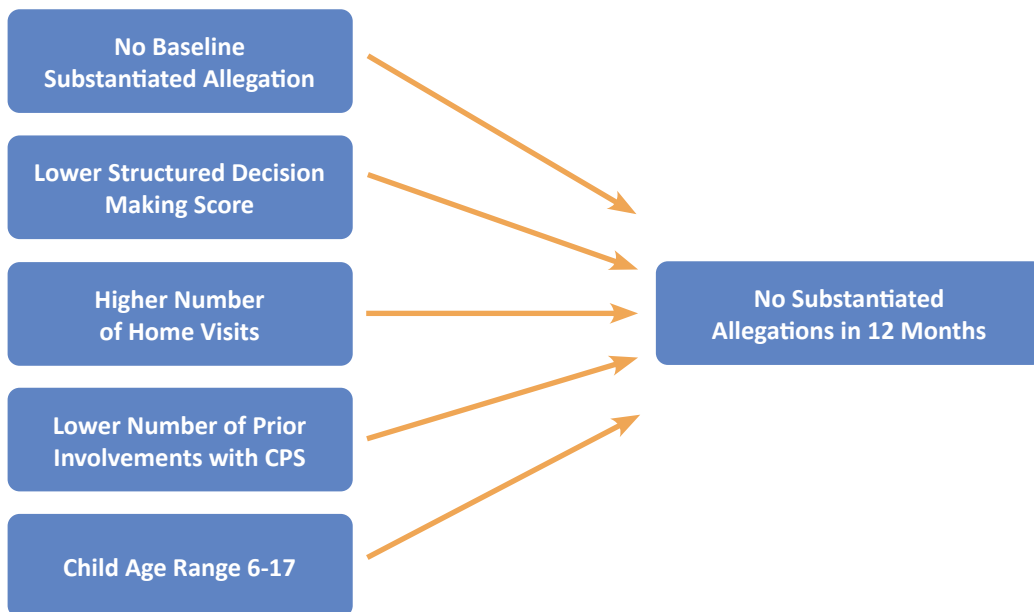 No Baseline
Substantiated Allegation
Lower Structured Decision
Making Score
Higher Number
of Home Visits
Lower Number of Prior
Involvements with CPS
Child Age Range 6-17
No Substantiated
Allegations in 12 Months